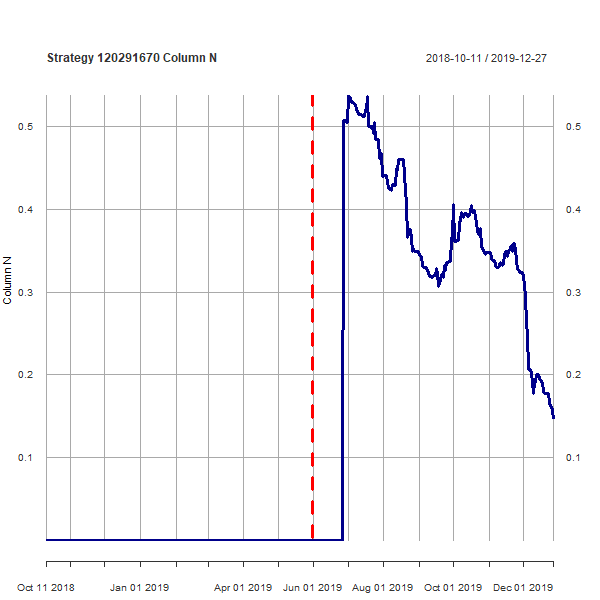 Strategy 120291670 Column N 2018-10-11 / 2019-12-27
0.5 0.5
0.4 0.4
Column N
0.3 0.3
0.2 0.2
0.1 0.1
Oct 11 2018 Jan 01 2019 Apr 01 2019 Jun 01 2019 Aug 01 2019 Oct 01 2019 Dec 01 2019